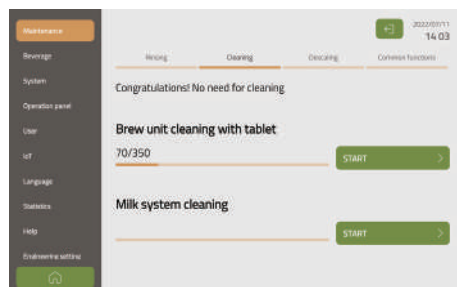 Maintenance
Beverage
System
Operation panel
User
IoT
Language
Statistics
Help
Engineering setting
2022/07/11
14 03
Rinsing
Cleaning
Descaling
Common functions
Congratulations! No need for cleaning
Brew unit cleaning with tablet
70/350
START
Milk system cleaning
START